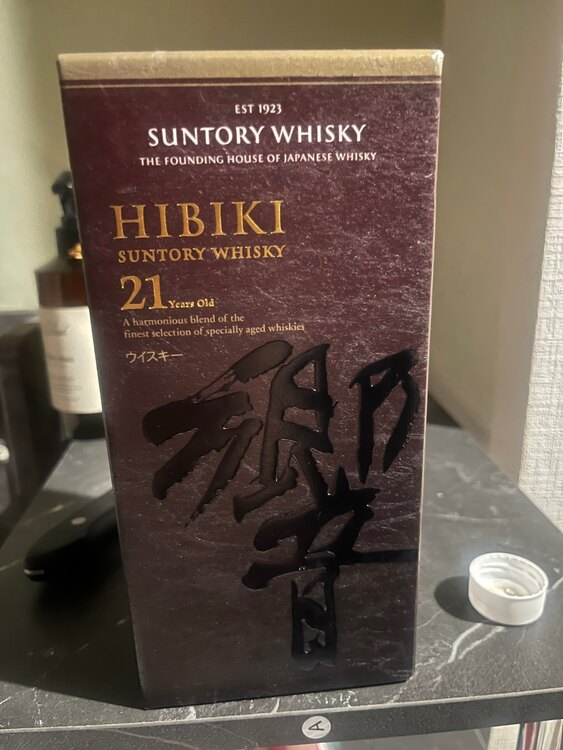 EST 1923
SUNTORY WHISKY
THE FOUNDING HOUSE OF JAPANESE WHISKY
HIBIKI
SUNTORY WHISKY
21 Years Old
A harmonious blend of the
finest selection of specially aged whiskies
ウイスキー
響
A